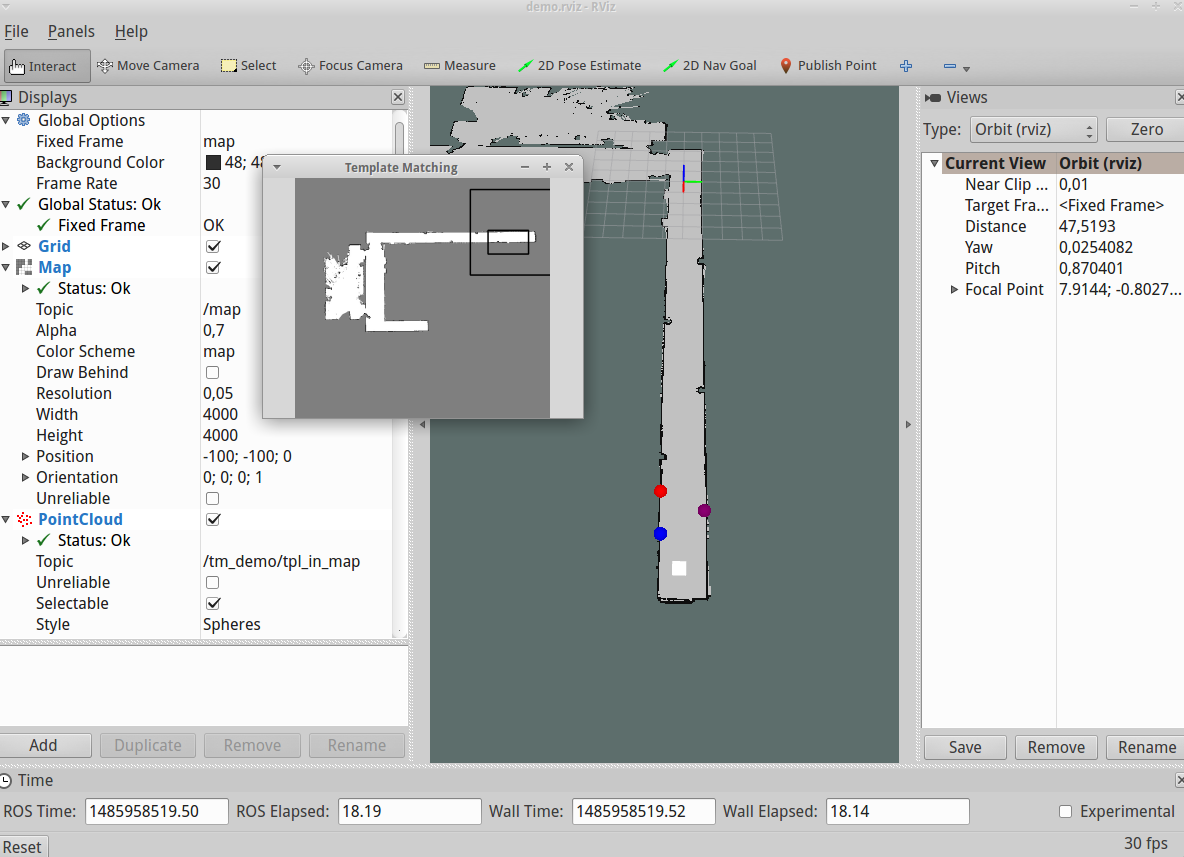 demo.rviz - RViz
File Panels Help
Interact Move Camera Select Focus Camera Measure 2D Pose Estimate 2D Nav Goal Publish Point
Displays
Global Options
Fixed Frame map
Background Color 48; 48
Frame Rate 30
Global Status: Ok
Fixed Frame OK
Grid
Map
Status: Ok
Topic /map
Alpha 0,7
Color Scheme map
Draw Behind
Resolution 0,05
Width 4000
Height 4000
Position -100; -100; 0
Orientation 0; 0; 0; 1
Unreliable
PointCloud
Status: Ok
Topic /tm_demo/tpl_in_map
Unreliable
Selectable
Style Spheres
Add Duplicate Remove Rename
Template Matching
Views
Type: Orbit (rviz) Zero
Current View Orbit (rviz)
Near Clip ... 0,01
Target Fra... <Fixed Frame>
Distance 47,5193
Yaw 0,0254082
Pitch 0,870401
Focal Point 7.9144; -0.8027...
Save Remove Rename
Time
ROS Time: 1485958519.50 ROS Elapsed: 18.19 Wall Time: 1485958519.52 Wall Elapsed: 18.14 Experimental
Reset 30 fps